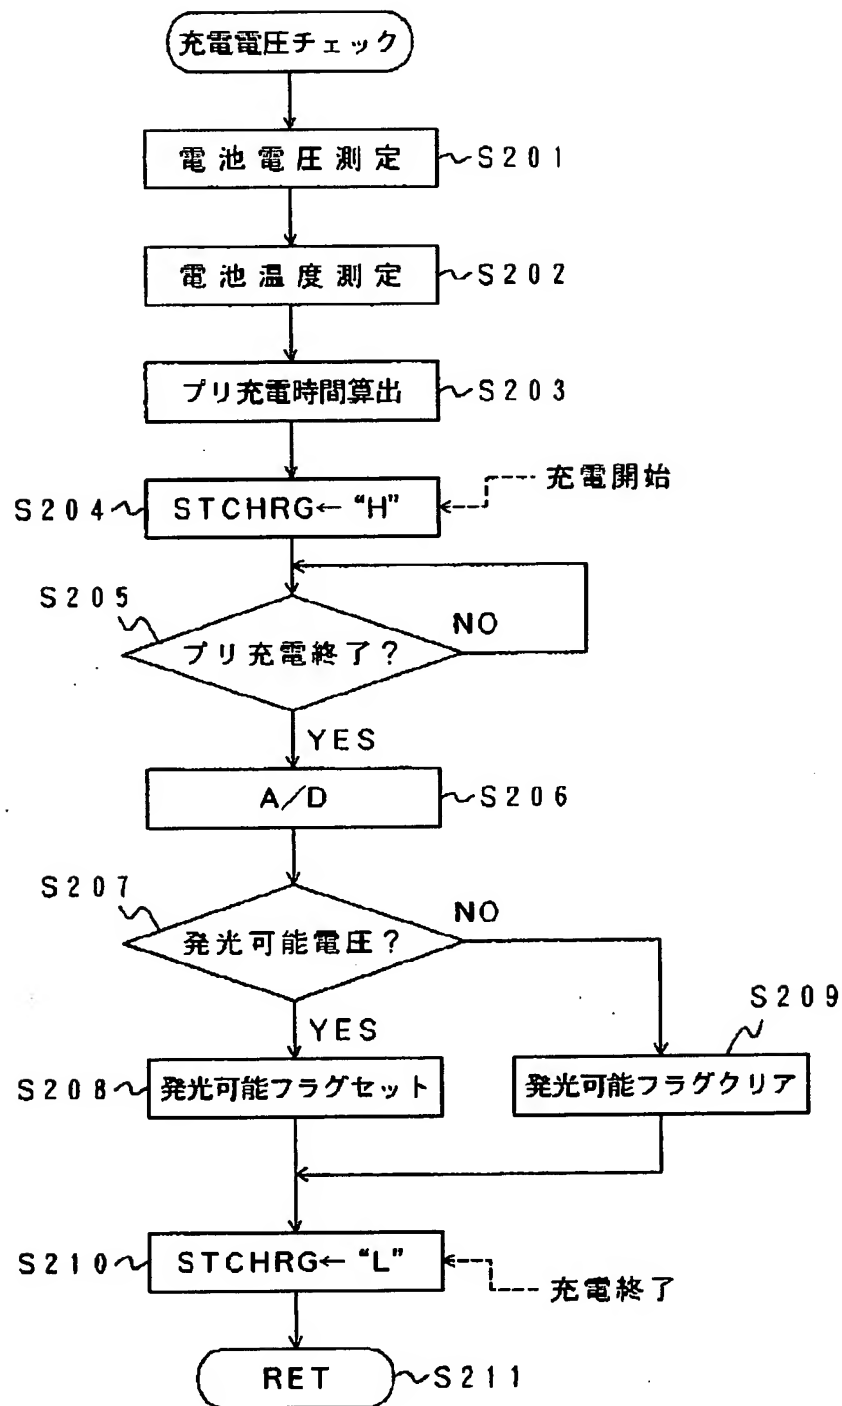 充電電圧チェック
電池電圧測定 S201
電池温度測定 S202
プリ充電時間算出 S203
充電開始
S204 STCHRG← “H”
S205
プリ充電終了? NO
YES
A/D S206
S207
発光可能電圧? NO
YES
S209
S208 発光可能フラグセット 発光可能フラグクリア
S210 STCHRG← “L”
充電終了
RET S211